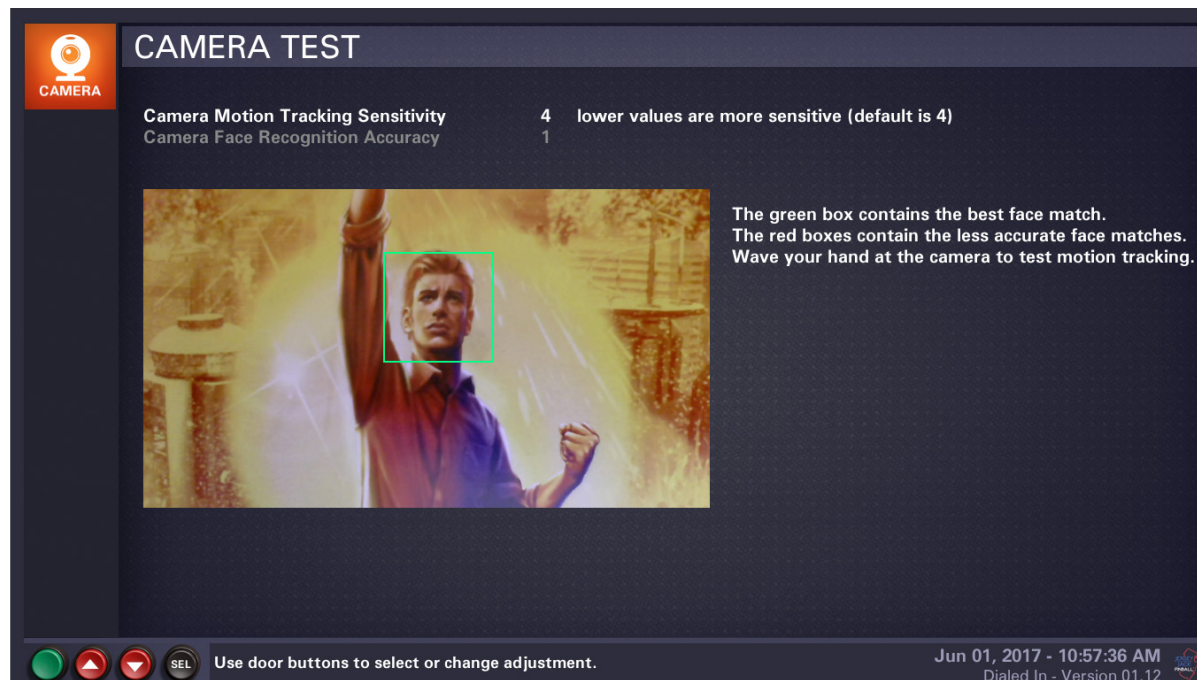 CAMERA TEST
CAMERA
Camera Motion Tracking Sensitivity 4 lower values are more sensitive (default is 4)
Camera Face Recognition Accuracy 1
The green box contains the best face match.
The red boxes contain the less accurate face matches.
Wave your hand at the camera to test motion tracking.
SEL
Use door buttons to select or change adjustment.
Jun 01, 2017 - 10:57:36 AM
Dialed In - Version 01.12